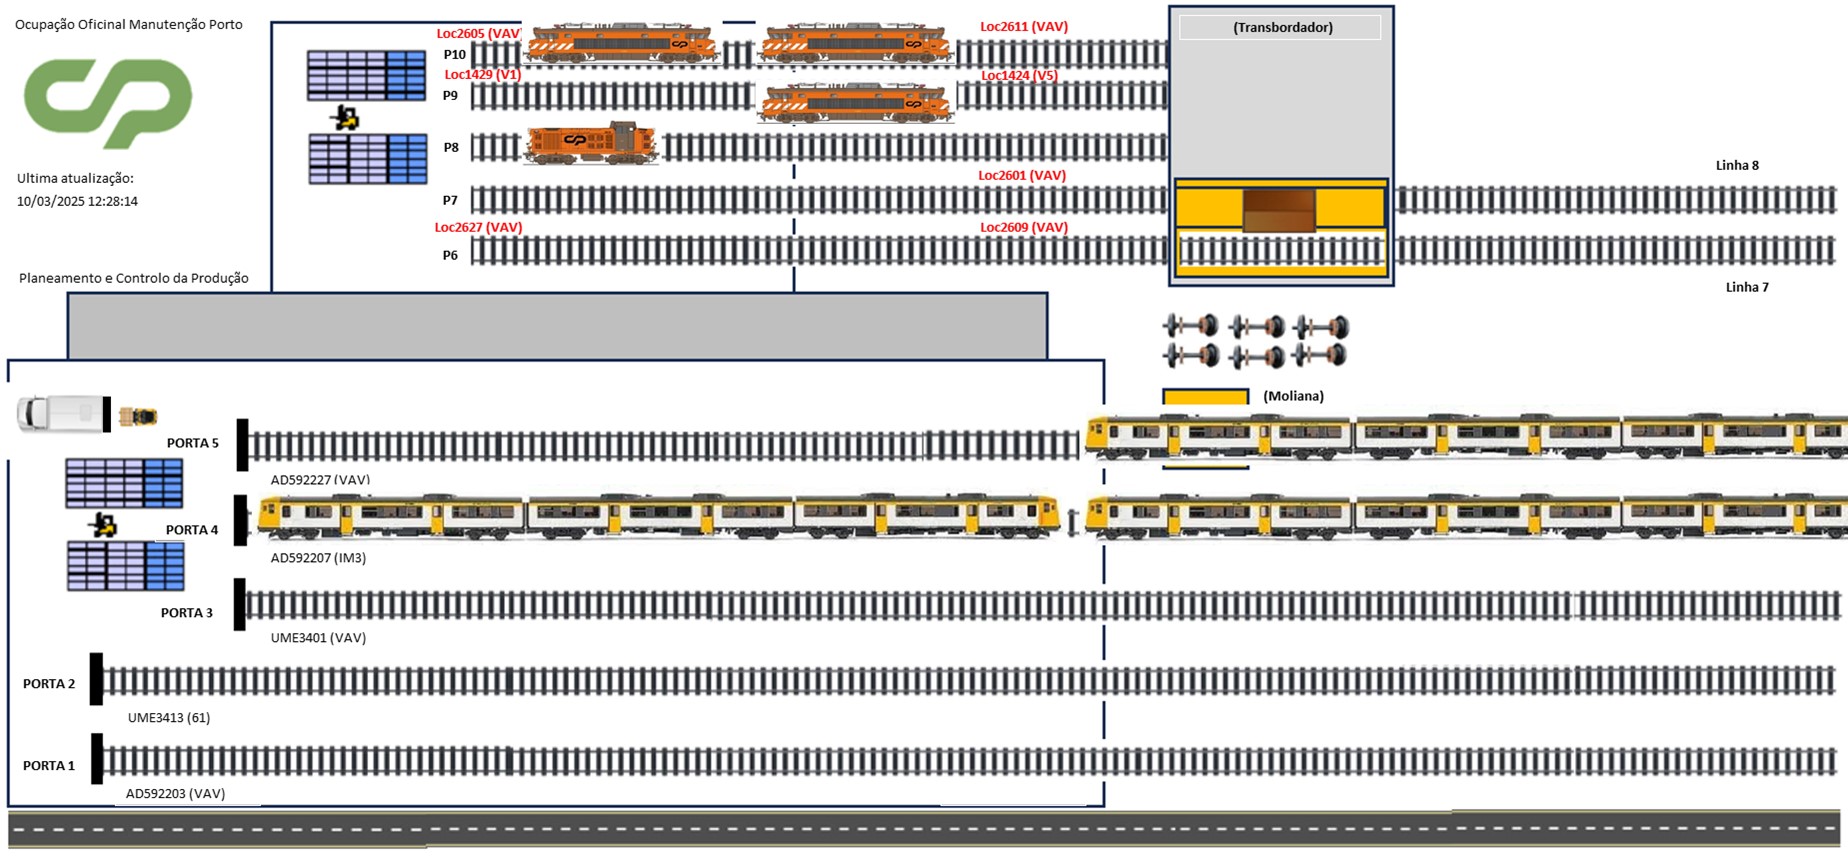 Ocupação Oficinal Manutenção Porto
Ultima atualização:
10/03/2025 12:28:14
Planeamento e Controlo da Produção
Loc2605 (VAV)
Loc2611 (VAV)
(Transbordador)
P10
Loc1429 (V1)
Loc1424 (V5)
P9
P8
Loc2601 (VAV)
Linha 8
P7
Loc2627 (VAV)
Loc2609 (VAV)
P6
Linha 7
(Moliana)
PORTA 5
AD592227 (VAV)
PORTA 4
AD592207 (IM3)
PORTA 3
UME3401 (VAV)
PORTA 2
UME3413 (61)
PORTA 1
AD592203 (VAV)